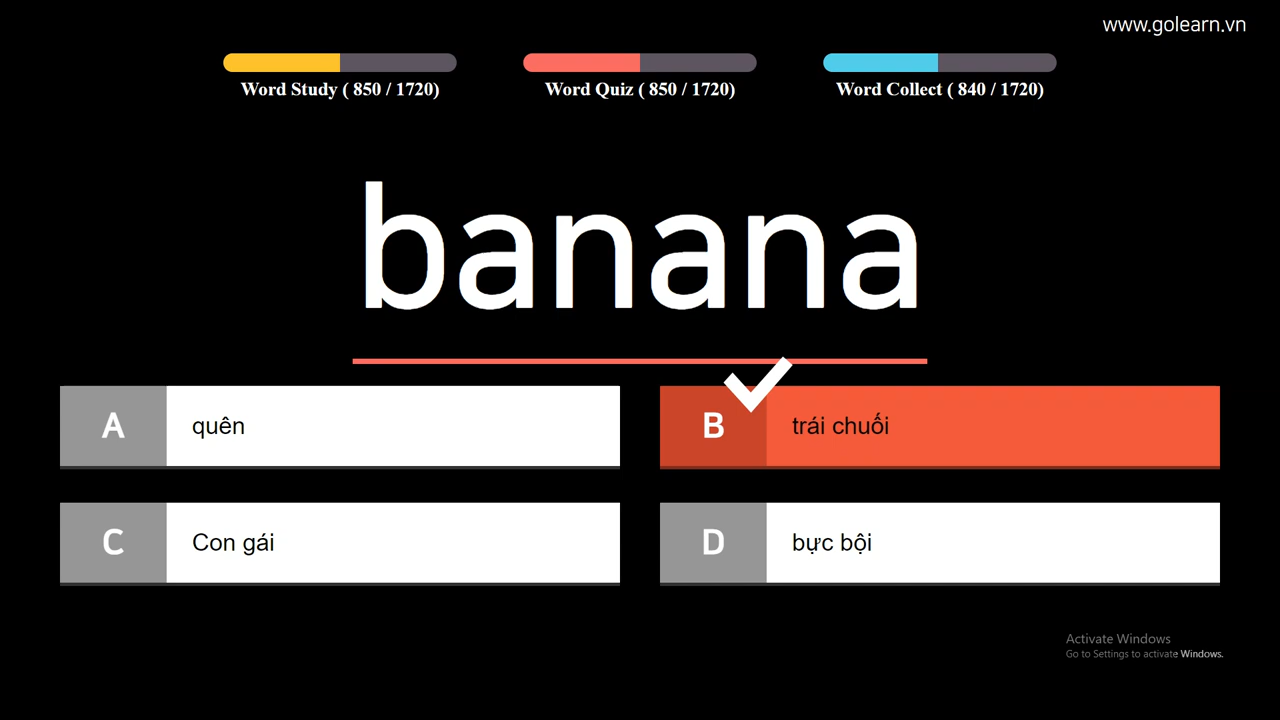 www.golearn.vn
Word Study ( 850 / 1720)
Word Quiz ( 850 / 1720)
Word Collect ( 840 / 1720)
banana
A quên
B trái chuối
C Con gái
D bực bội
Activate Windows
Go to Settings to activate Windows.